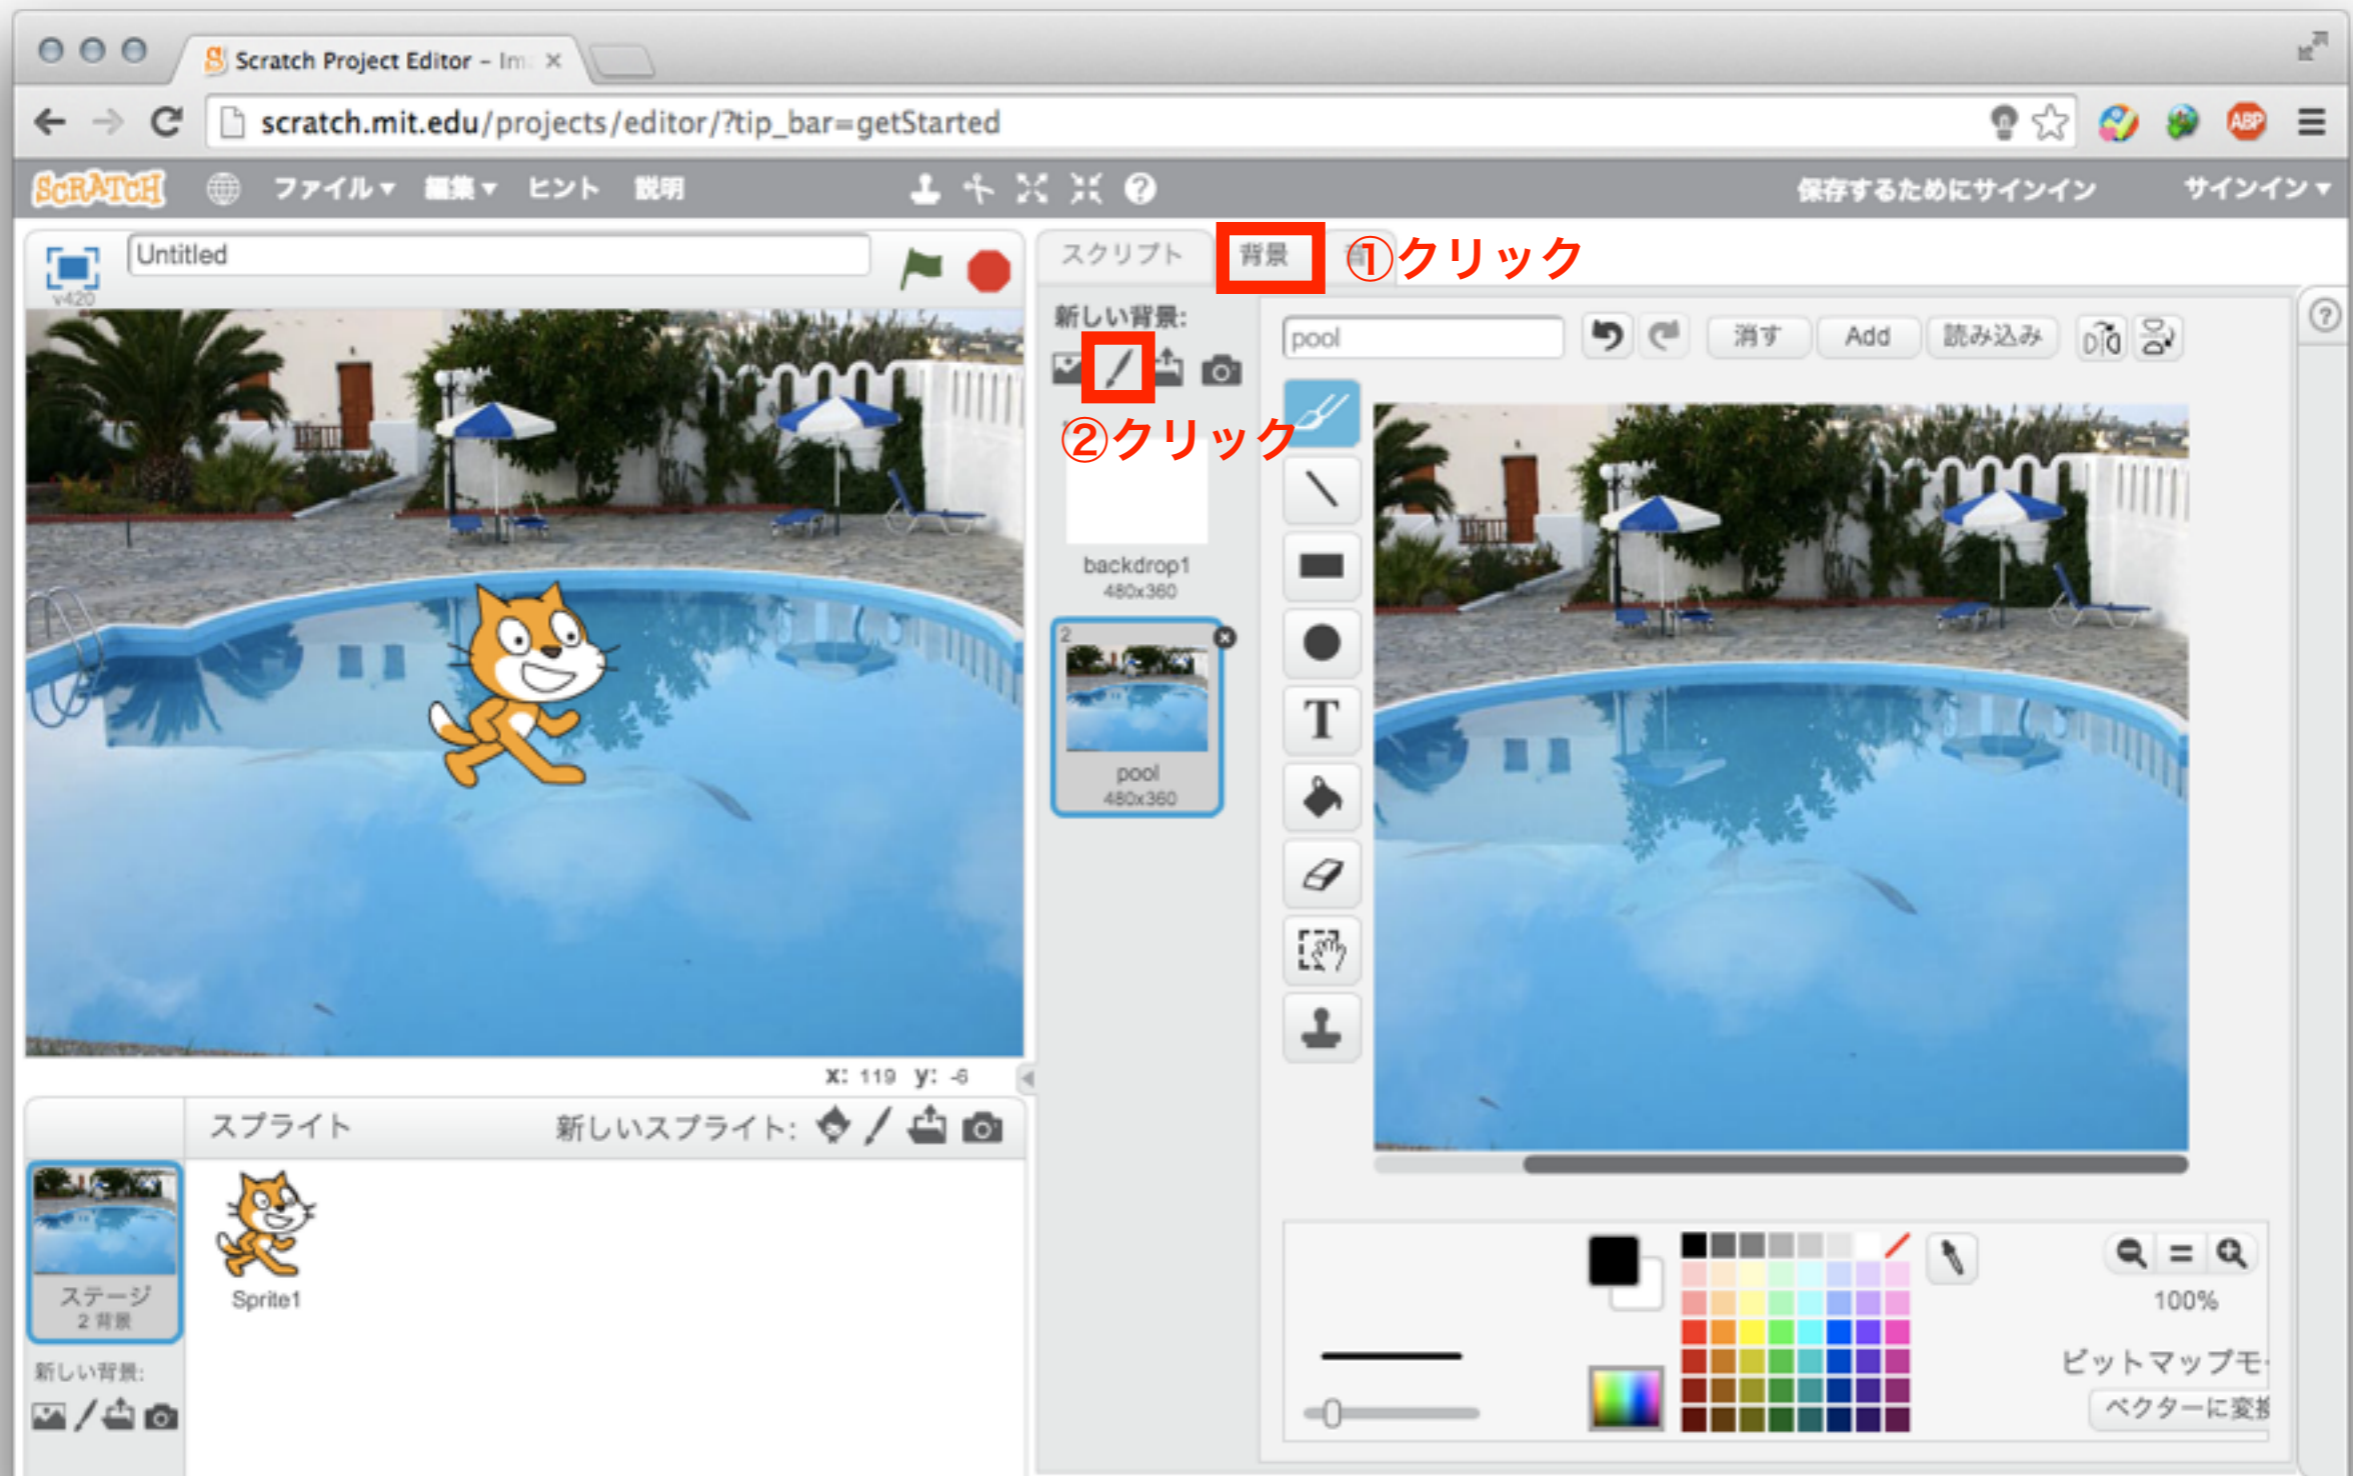 Scratch Project Editor – Im
scratch.mit.edu/projects/editor/?tip_bar=getStarted
ABP
SCRATCH
ファイル▼ 編集▼ ヒント 説明
保存するためにサインイン サインイン▼
v420
Untitled
スクリプト 背景 ①クリック
新しい背景:
②クリック
backdrop1
480x360
2
pool
480x360
pool
消す Add 読み込み
T
x: 119 y: -6
スプライト 新しいスプライト:
ステージ
2 背景
Sprite1
新しい背景:
100%
ビットマップモ
ベクターに変換